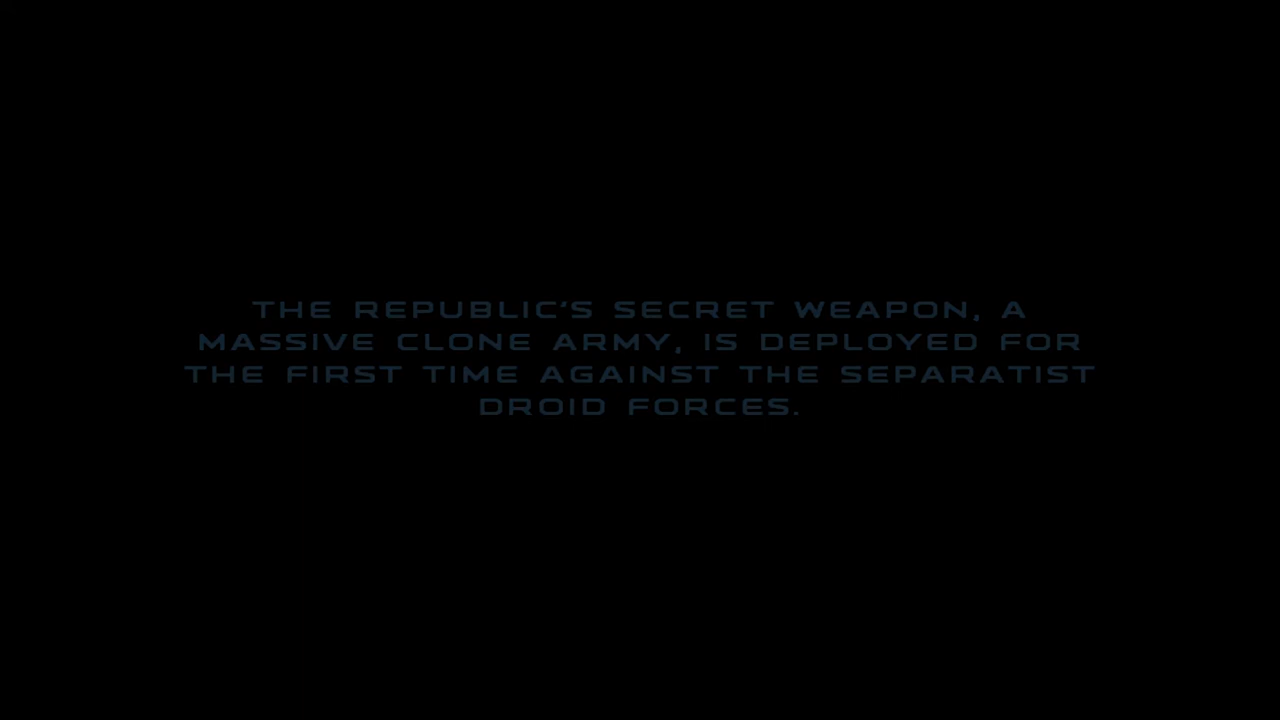 THE REPUBLIC'S SECRET WEAPON, A
MASSIVE CLONE ARMY, IS DEPLOYED FOR
THE FIRST TIME AGAINST THE SEPARATIST
DROID FORCES.